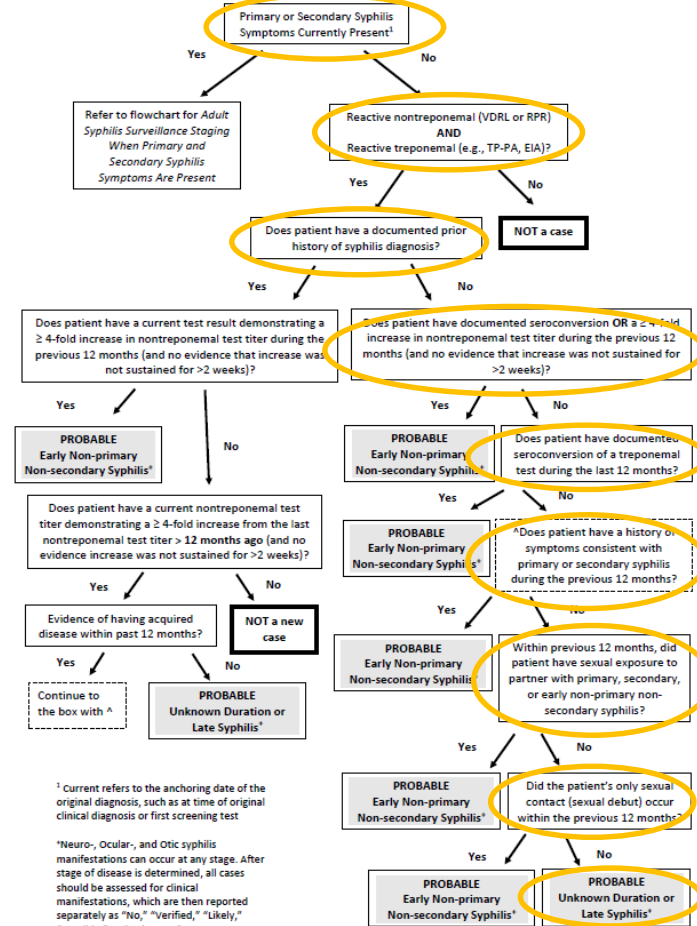 Primary or Secondary Syphilis
Symptoms Currently Present¹
Yes
No
Refer to flowchart for Adult
Syphilis Surveillance Staging
When Primary and
Secondary Syphilis
Symptoms Are Present
Reactive nontreponemal (VDRL or RPR)
AND
Reactive treponemal (e.g., TP-PA, EIA)?
Yes
No
Does patient have a documented prior
history of syphilis diagnosis?
NOT a case
Yes
No
Does patient have a current test result demonstrating a
≥ 4-fold increase in nontreponemal test titer during the
previous 12 months (and no evidence that increase was
not sustained for >2 weeks)?
Does patient have documented seroconversion OR a ≥ 4-fold
increase in nontreponemal test titer during the previous 12
months (and no evidence that increase was not sustained for
>2 weeks)?
Yes
No
Yes
No
PROBABLE
Early Non-primary
Non-secondary Syphilis*
PROBABLE
Early Non-primary
Non-secondary Syphilis*
Does patient have documented
seroconversion of a treponemal
test during the last 12 months?
Yes
No
Does patient have a current nontreponemal test
titer demonstrating a ≥ 4-fold increase from the last
nontreponemal test titer > 12 months ago (and no
evidence increase was not sustained for >2 weeks)?
PROBABLE
Early Non-primary
Non-secondary Syphilis*
^Does patient have a history of
symptoms consistent with
primary or secondary syphilis
during the previous 12 months?
Yes
No
Yes
No
Evidence of having acquired
disease within past 12 months?
NOT a new
case
PROBABLE
Early Non-primary
Non-secondary Syphilis*
Within previous 12 months, did
patient have sexual exposure to
partner with primary, secondary,
or early non-primary non-
secondary syphilis?
Yes
No
Continue to
the box with ^
PROBABLE
Unknown Duration or
Late Syphilis*
Yes
No
¹ Current refers to the anchoring date of the
original diagnosis, such as at time of original
clinical diagnosis or first screening test
PROBABLE
Early Non-primary
Non-secondary Syphilis*
Did the patient's only sexual
contact (sexual debut) occur
within the previous 12 months?
Yes
No
*Neuro-, Ocular-, and Otic syphilis
manifestations can occur at any stage. After
stage of disease is determined, all cases
should be assessed for clinical
manifestations, which are then reported
separately as "No," "Verified," "Likely,"
PROBABLE
Early Non-primary
Non-secondary Syphilis*
PROBABLE
Unknown Duration or
Late Syphilis*